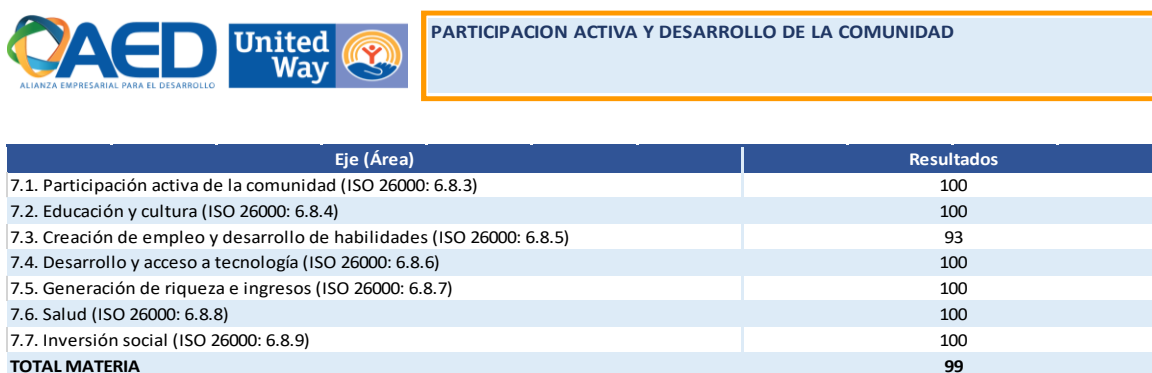 AED
ALIANZA EMPRESARIAL PARA EL DESARROLLO
United
Way
PARTICIPACION ACTIVA Y DESARROLLO DE LA COMUNIDAD
Eje (Área) Resultados
7.1. Participación activa de la comunidad (ISO 26000: 6.8.3) 100
7.2. Educación y cultura (ISO 26000: 6.8.4) 100
7.3. Creación de empleo y desarrollo de habilidades (ISO 26000: 6.8.5) 93
7.4. Desarrollo y acceso a tecnología (ISO 26000: 6.8.6) 100
7.5. Generación de riqueza e ingresos (ISO 26000: 6.8.7) 100
7.6. Salud (ISO 26000: 6.8.8) 100
7.7. Inversión social (ISO 26000: 6.8.9) 100
TOTAL MATERIA 99